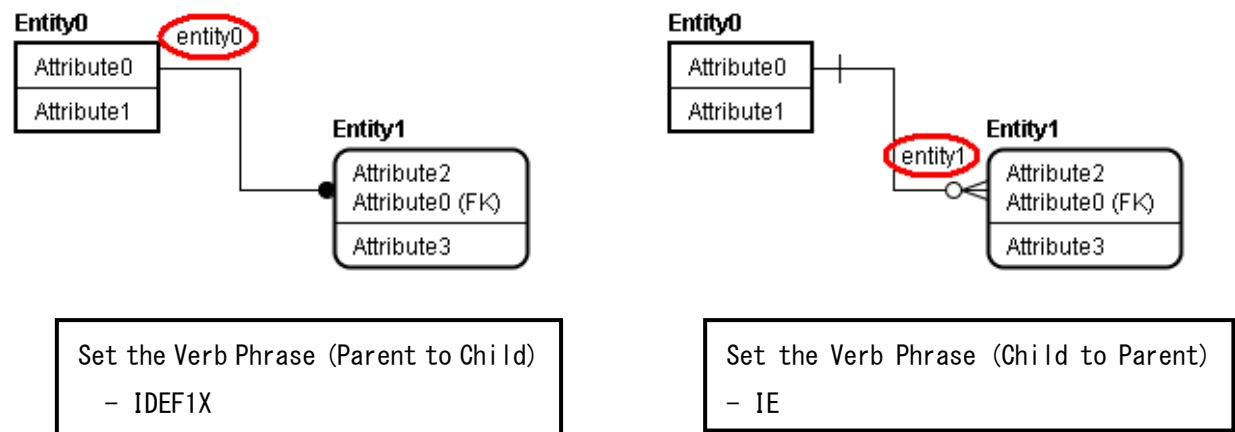 Entity0
entity0
Attribute0
Attribute1
Entity1
Attribute2
Attribute0 (FK)
Attribute3
Set the Verb Phrase (Parent to Child)
- IDEF1X
Entity0
Attribute0
Attribute1
entity1
Entity1
Attribute2
Attribute0 (FK)
Attribute3
Set the Verb Phrase (Child to Parent)
- IE